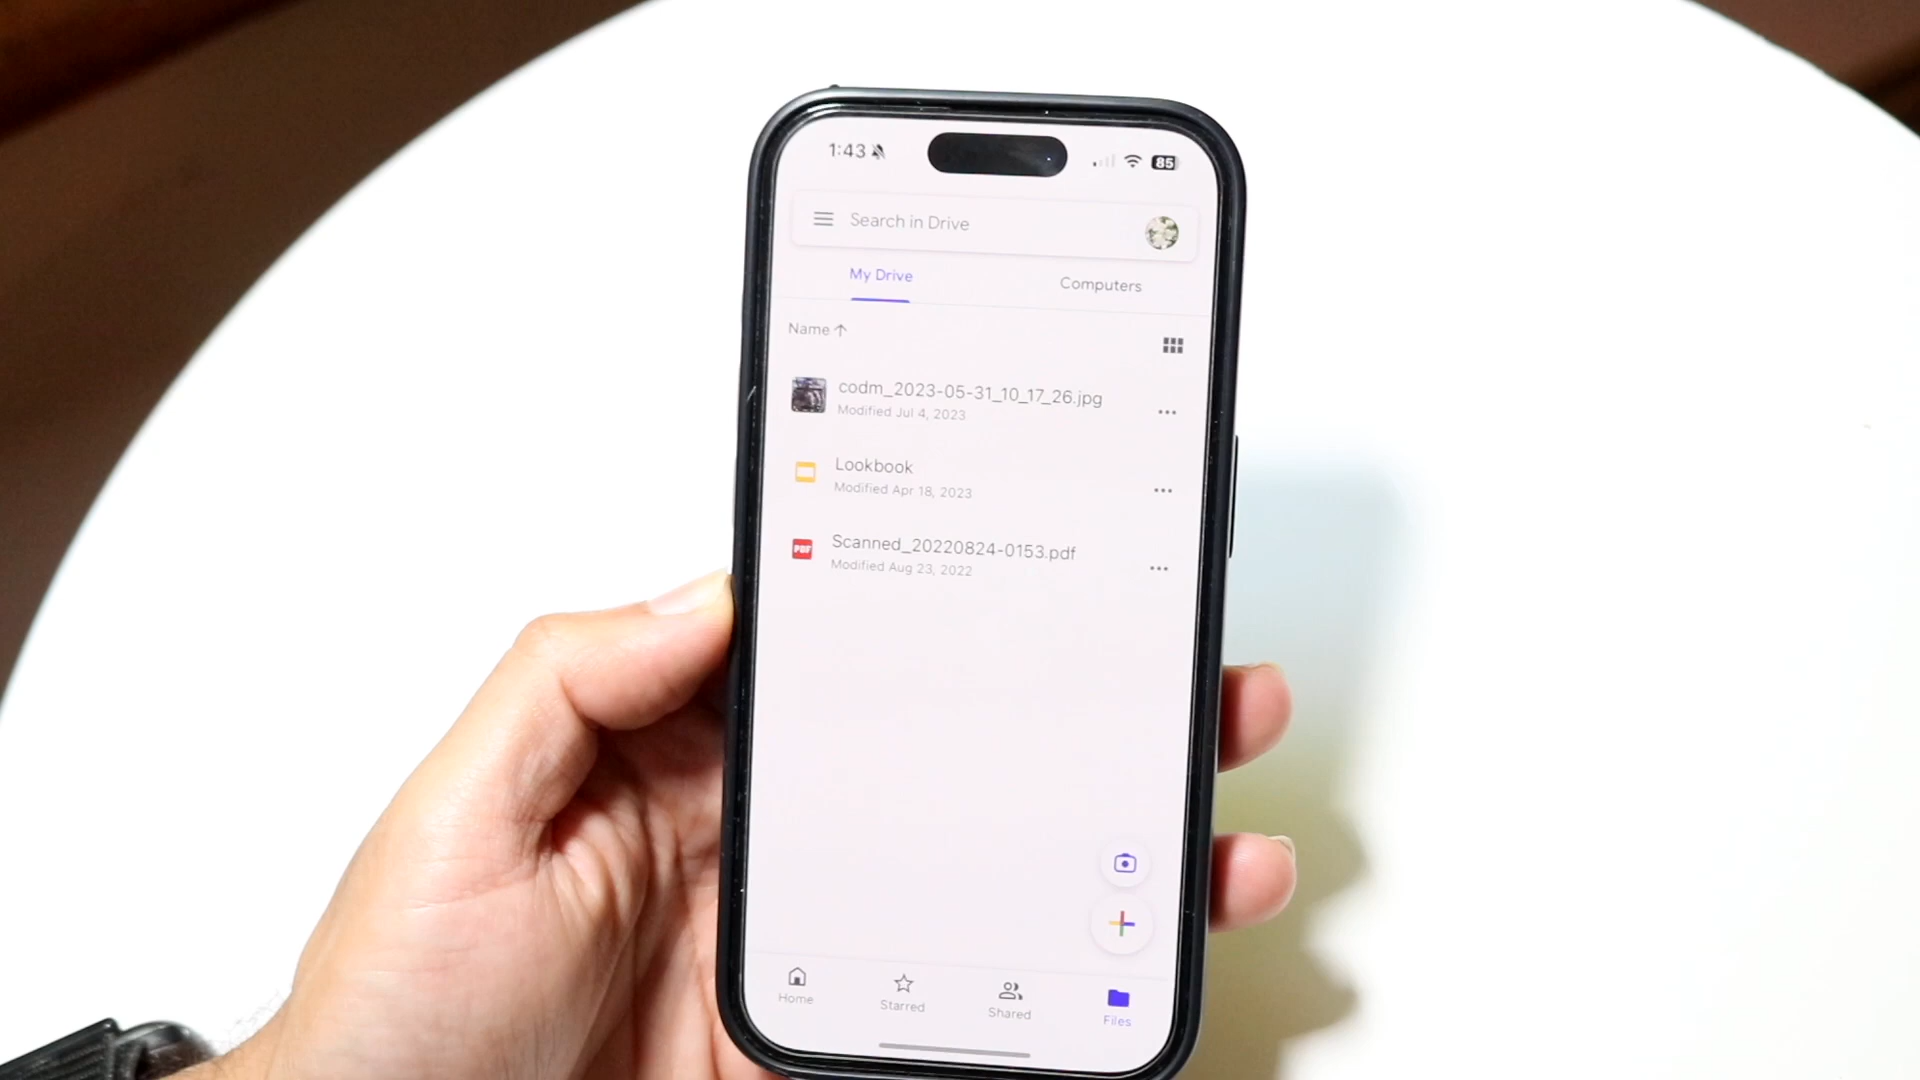 1:43
85
Search in Drive
My Drive
Computers
Name
codm_2023-05-31_10_17_26.jpg
Modified Jul 4, 2023
Lookbook
Modified Apr 18, 2023
PDF
Scanned_20220824-0153.pdf
Modified Aug 23, 2022
Home
Starred
Shared
Files